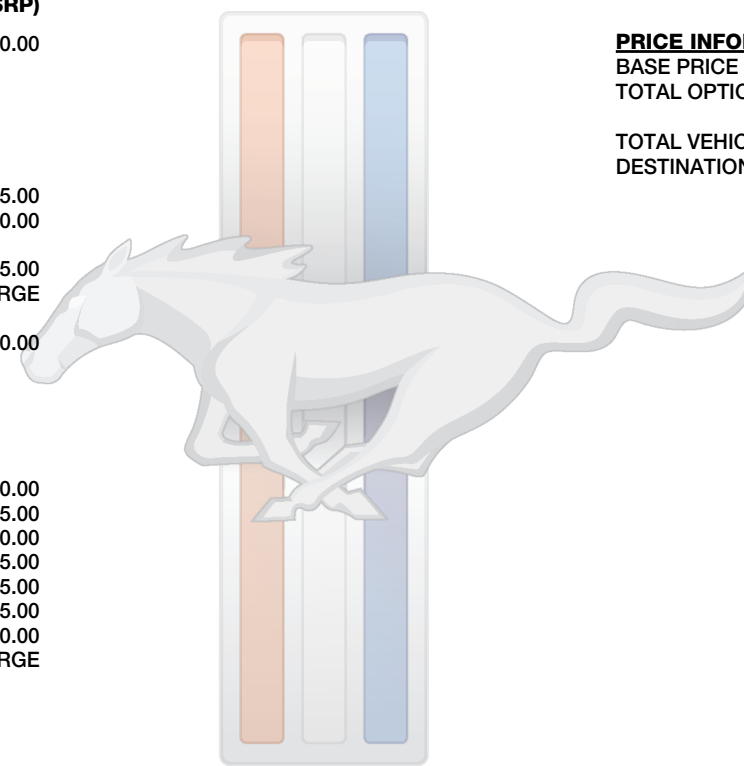 SRP)
0.00
5.00
0.00
5.00
RGE
0.00
0.00
5.00
0.00
5.00
5.00
5.00
0.00
RGE
PRICE INFO
BASE PRICE
TOTAL OPTIO
TOTAL VEHIC
DESTINATION